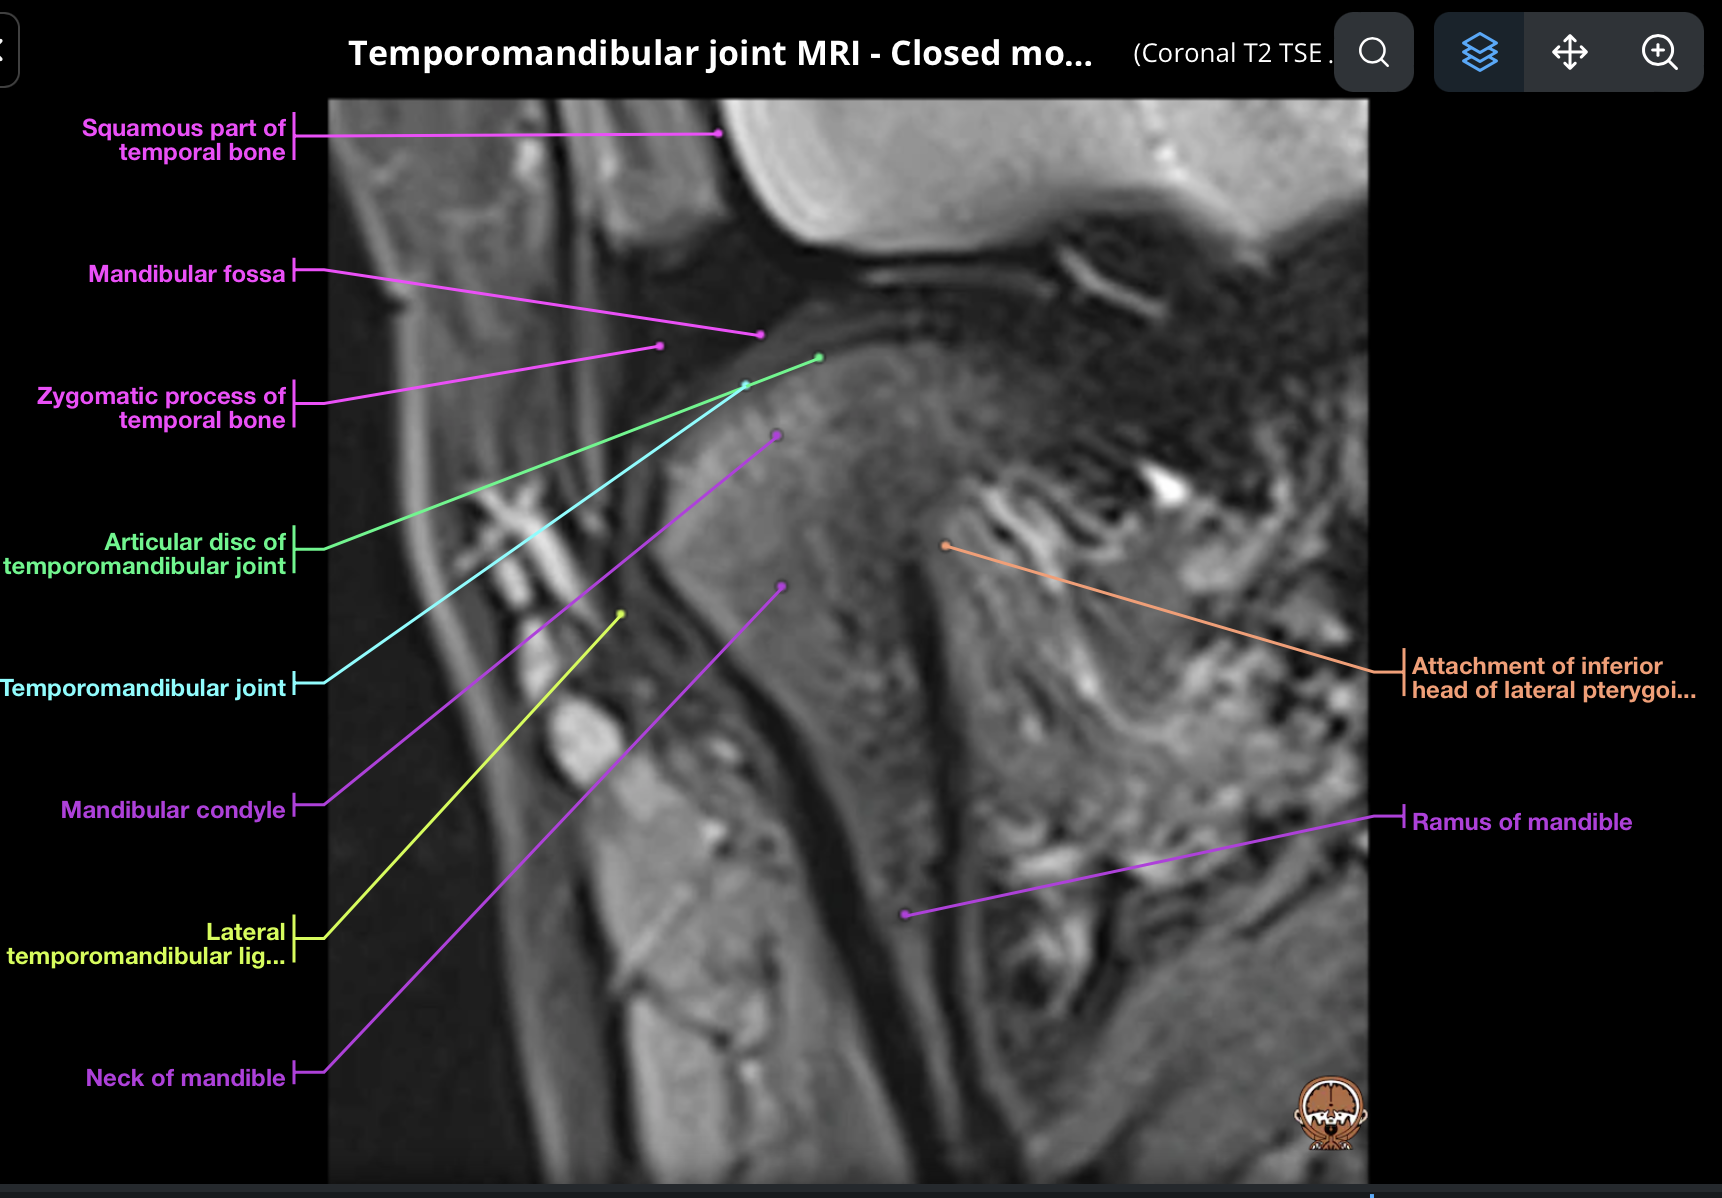 Temporomandibular joint MRI - Closed mo...
(Coronal T2 TSE .
Squamous part of
temporal bone
Mandibular fossa
Zygomatic process of
temporal bone
Articular disc of
temporomandibular joint
Temporomandibular joint
Mandibular condyle
Lateral
temporomandibular lig...
Neck of mandible
Attachment of inferior
head of lateral pterygoi...
Ramus of mandible